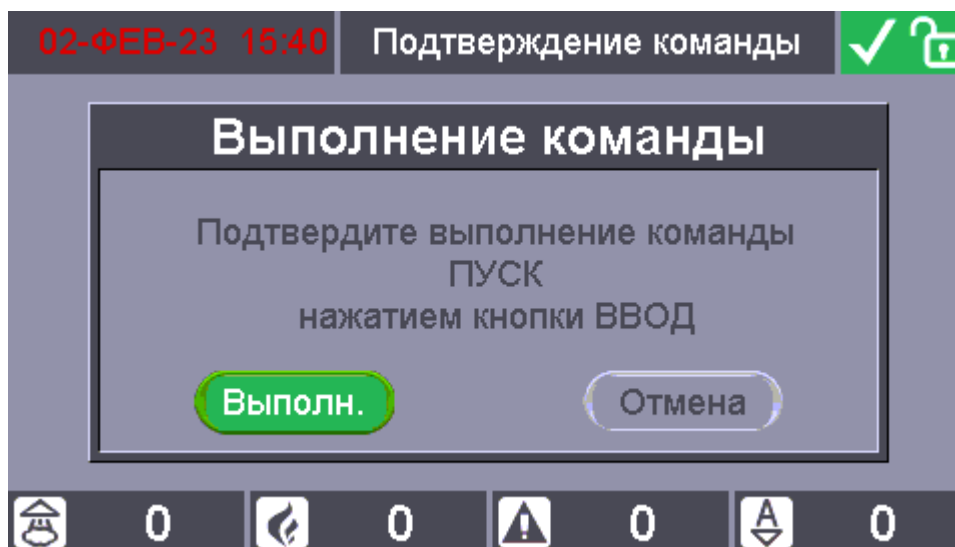 02-ФЕВ-23 15:40 Подтверждение команды
Выполнение команды
Подтвердите выполнение команды
ПУСК
нажатием кнопки ВВОД
Выполн. Отмена
0 0 0 A 0